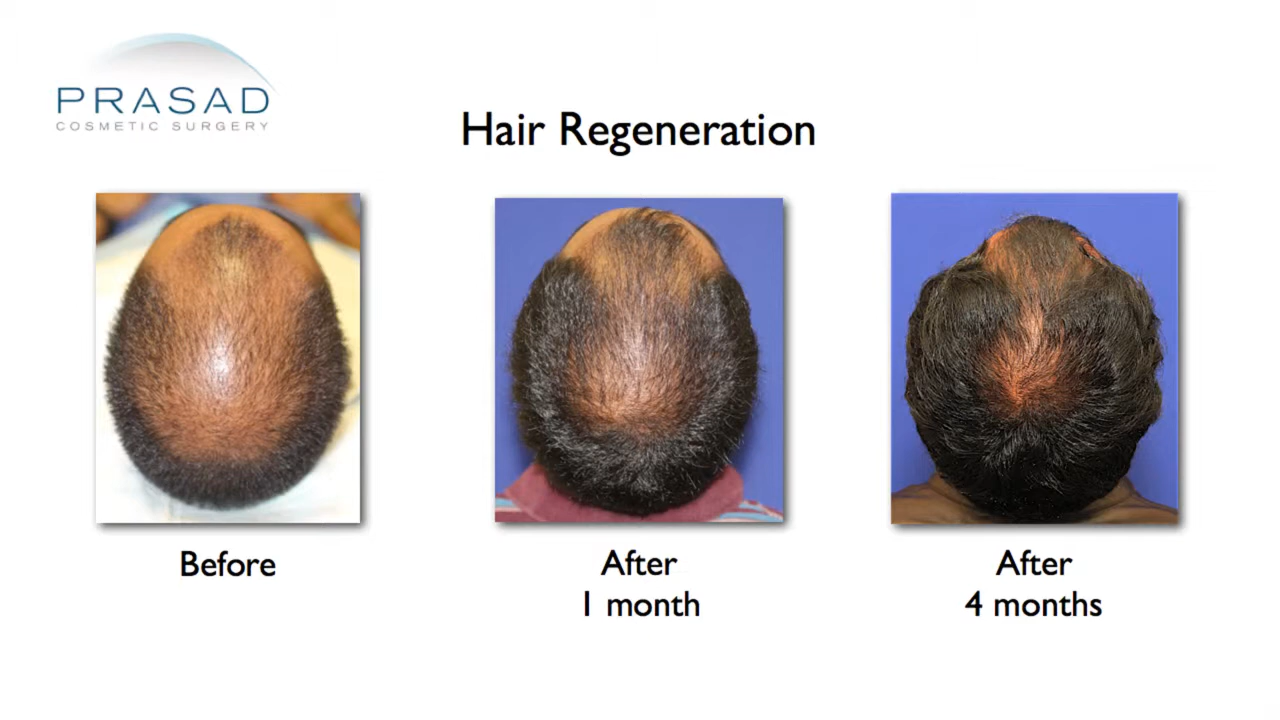 PRASAD
COSMETIC SURGERY
Hair Regeneration
Before
After
1 month
After
4 months